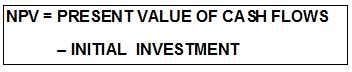 NPV = PRESENT VALUE OF CASH FLOWS
– INITIAL INVESTMENT